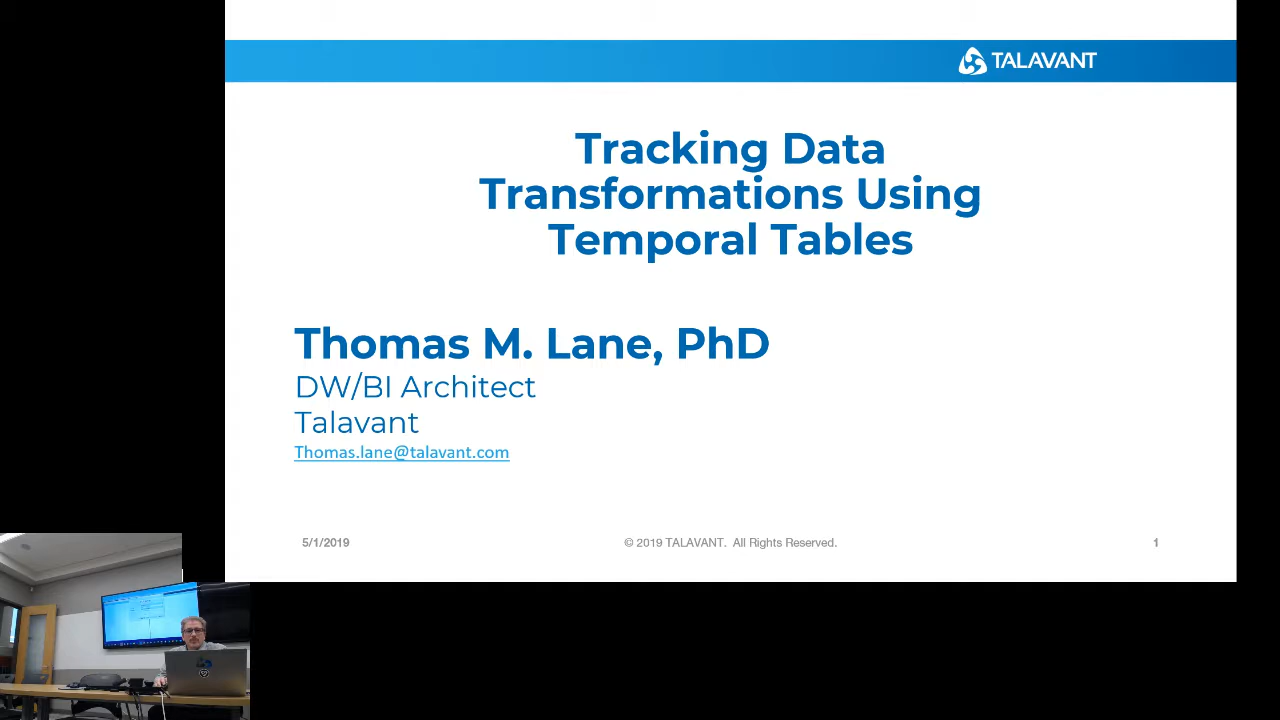 TALAVANT
Tracking Data
Transformations Using
Temporal Tables
Thomas M. Lane, PhD
DW/BI Architect
Talavant
Thomas.lane@talavant.com
5/1/2019
© 2019 TALAVANT. All Rights Reserved.
1